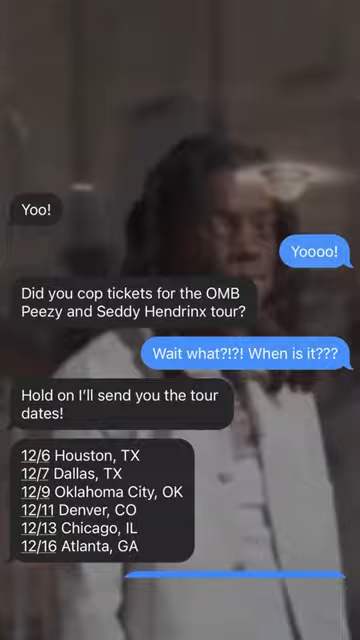 Yoo!
Yoooo!
Did you cop tickets for the OMB
Peezy and Seddy Hendrinx tour?
Wait what?!?! When is it???
Hold on I'll send you the tour
dates!
12/6 Houston, TX
12/7 Dallas, TX
12/9 Oklahoma City, OK
12/11 Denver, CO
12/13 Chicago, IL
12/16 Atlanta, GA